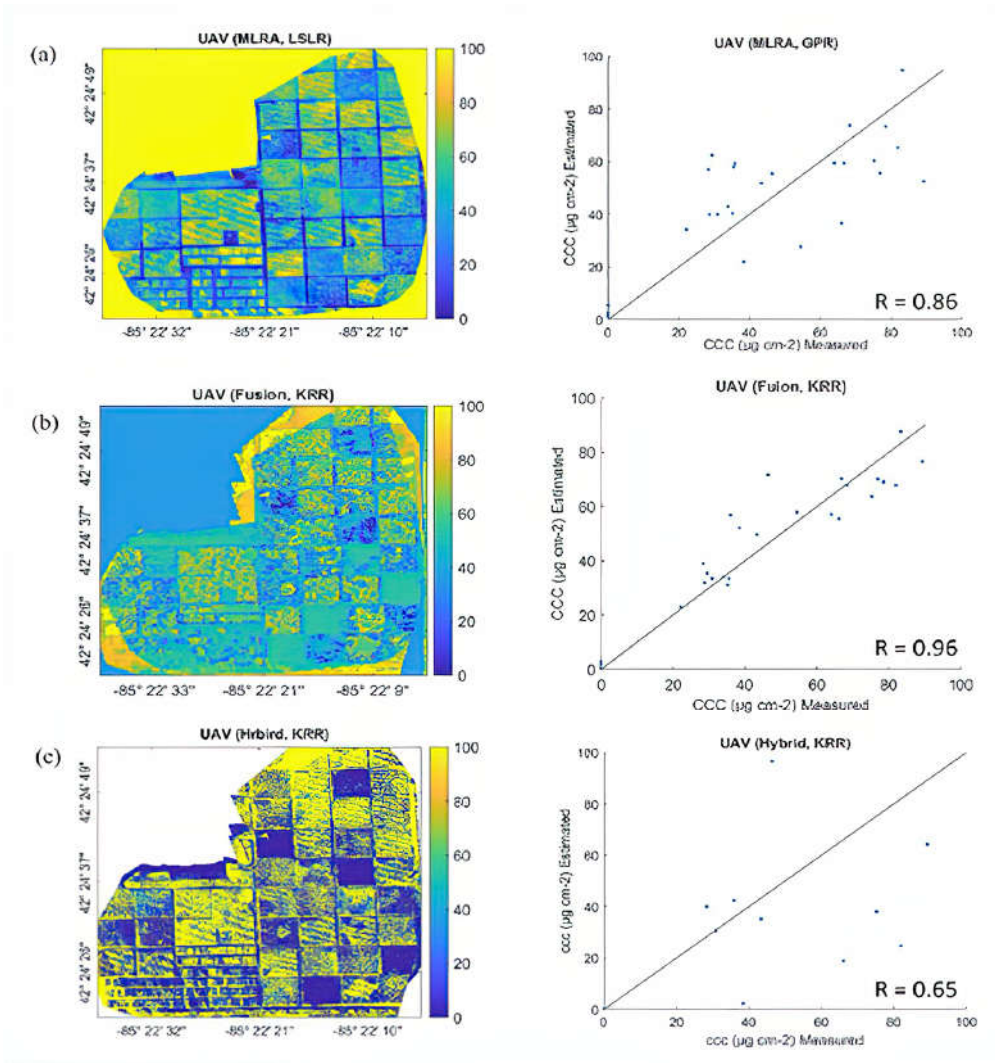 (a)
UAV (MLRA, LSLR)
100
80
60
40
20
0
42° 24' 49"
42° 24' 37"
42° 24' 26"
-85° 22' 32"
-85° 22' 21"
-85° 22' 10"
UAV (MLRA, GPR)
CCC (µg cm-2) Estimated
100
80
60
40
20
0
0
20
40
60
80
100
CCC (µg cm-2) Measured
R = 0.86
(b)
UAV (Fusion, KRR)
100
80
60
40
20
0
42° 24' 49"
42° 24' 37"
42° 24' 26"
-85° 22' 33"
-85° 22' 21"
-85° 22' 9"
UAV (Fuion, KRR)
CCC (µg cm-2) Estimated
100
80
60
40
20
0
0
20
40
60
80
100
CCC (µg cm-2) Measured
R = 0.96
(c)
UAV (Hrbird, KRR)
100
80
60
40
20
0
42° 24' 49"
42° 24' 37"
42° 24' 26"
-85° 22' 32"
-85° 22' 21"
-85° 22' 10"
UAV (Hybrid, KRR)
ccc (µg cm-2) Estimated
100
80
60
40
20
0
0
20
40
60
80
100
ccc (µg cm-2) Measured
R = 0.65